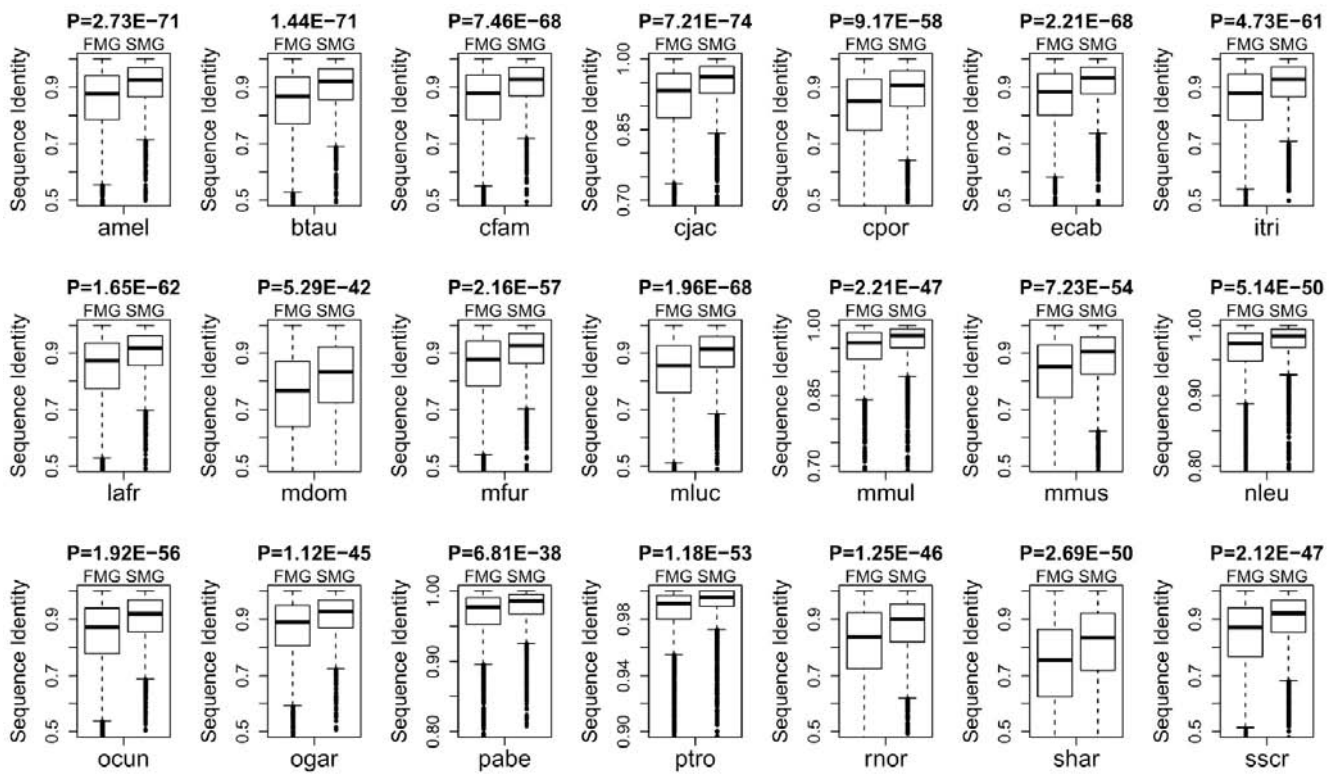 P=2.73E−71 1.44E−71 P=7.46E−68 P=7.21E−74 P=9.17E−58 P=2.21E−68 P=4.73E−61
FMG SMG FMG SMG FMG SMG FMG SMG FMG SMG FMG SMG FMG SMG
Sequence Identity Sequence Identity Sequence Identity Sequence Identity Sequence Identity Sequence Identity Sequence Identity
0.9 0.9 0.9 1.00 0.9 0.9 0.9
0.7 0.7 0.7 0.85 0.7 0.7 0.7
0.5 0.5 0.5 0.70 0.5 0.5 0.5
amel btau cfam cjac cpor ecab itri
P=1.65E−62 P=5.29E−42 P=2.16E−57 P=1.96E−68 P=2.21E−47 P=7.23E−54 P=5.14E−50
FMG SMG FMG SMG FMG SMG FMG SMG FMG SMG FMG SMG FMG SMG
Sequence Identity Sequence Identity Sequence Identity Sequence Identity Sequence Identity Sequence Identity Sequence Identity
0.9 0.9 0.9 0.9 1.00 0.9 1.00
0.7 0.7 0.7 0.7 0.85 0.7 0.90
0.5 0.5 0.5 0.5 0.70 0.5 0.80
lafr mdom mfur mluc mmul mmus nleu
P=1.92E−56 P=1.12E−45 P=6.81E−38 P=1.18E−53 P=1.25E−46 P=2.69E−50 P=2.12E−47
FMG SMG FMG SMG FMG SMG FMG SMG FMG SMG FMG SMG FMG SMG
Sequence Identity Sequence Identity Sequence Identity Sequence Identity Sequence Identity Sequence Identity Sequence Identity
0.9 0.9 1.00 0.98 0.9 0.9 0.9
0.7 0.7 0.90 0.94 0.7 0.7 0.7
0.5 0.5 0.80 0.90 0.5 0.5 0.5
ocun ogar pabe ptro rnor shar sscr